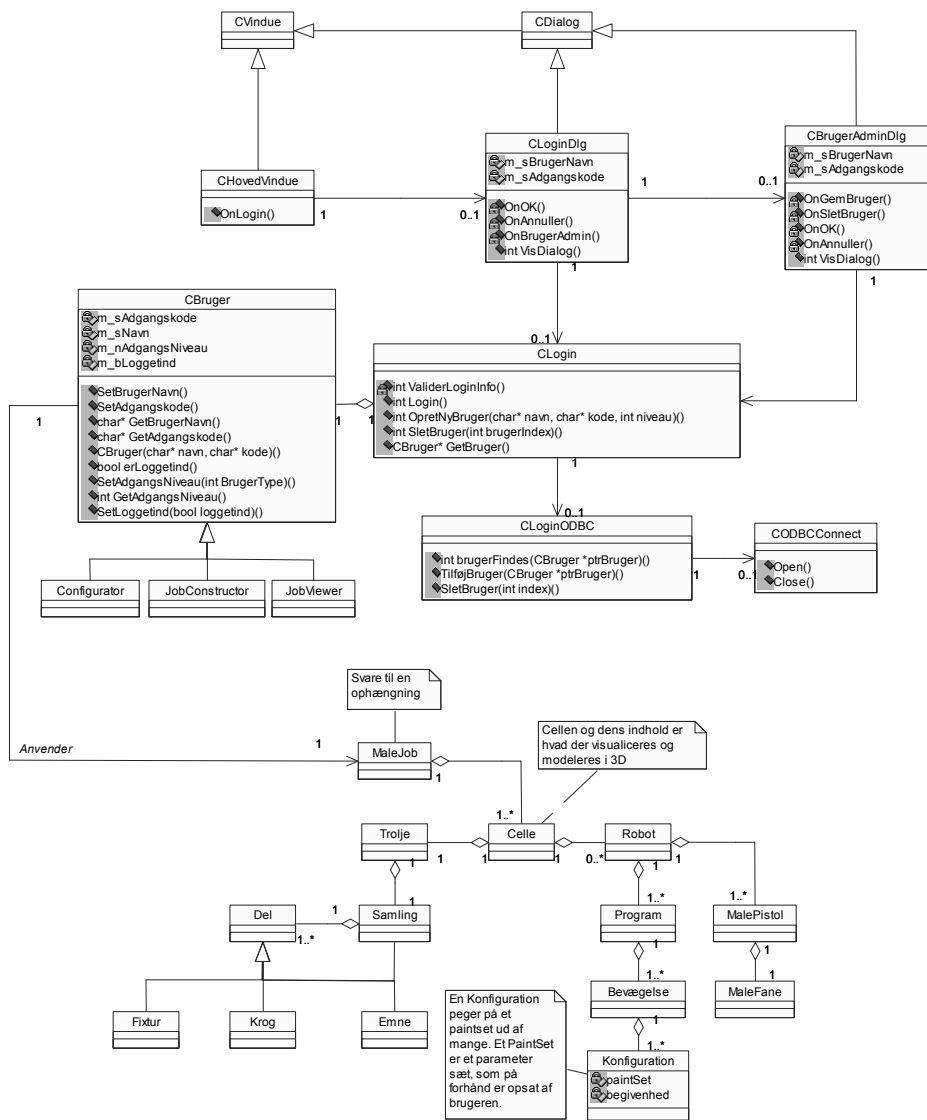 CVindue
CDialog
CLoginDlg
m_sBrugerNavn
m_sAdgangskode
OnOK()
OnAnnuller()
OnBrugerAdmin()
int VisDialog()
CBrugerAdminDlg
m_sBrugerNavn
m_sAdgangskode
OnGemBruger()
OnSletBruger()
OnOK()
OnAnnuller()
int VisDialog()
CHovedVindue
OnLogin()
1
0..1
1
0..1
1
1
0..1
CBruger
m_sAdgangskode
m_sNavn
m_nAdgangsNiveau
m_bLoggetind
SetBrugerNavn()
SetAdgangskode()
char* GetBrugerNavn()
char* GetAdgangskode()
CBruger(char* navn, char* kode)()
bool erLoggetind()
SetAdgangsNiveau(int BrugerType)()
int GetAdgangsNiveau()
SetLoggetind(bool loggetind)()
CLogin
int ValiderLoginInfo()
int Login()
int OpretNyBruger(char* navn, char* kode, int niveau)()
int SletBruger(int brugerIndex)()
CBruger* GetBruger()
1
1
1
1
0..1
CLoginODBC
int brugerFindes(CBruger *ptrBruger)()
TilføjBruger(CBruger *ptrBruger)()
SletBruger(int index)()
1
0..1
CODBCConnect
Open()
Close()
Configurator
JobConstructor
JobViewer
Svare til en
ophængning
Anvender
1
MaleJob
1
1..*
Cellen og dens indhold er
hvad der visualiceres og
modeleres i 3D
Trolje
1
1
Celle
1
0..*
Robot
1
1
1
1
1..*
1..*
Del
1
1..*
Samling
Program
1
1..*
MalePistol
1
1
Fixtur
Krog
Emne
Bevægelse
1
1..*
MaleFane
En Konfiguration
peger på et
paintset ud af
mange. Et PaintSet
er et parameter
sæt, som på
forhånd er opsat af
brugeren.
Konfiguration
paintSet
begivenhed